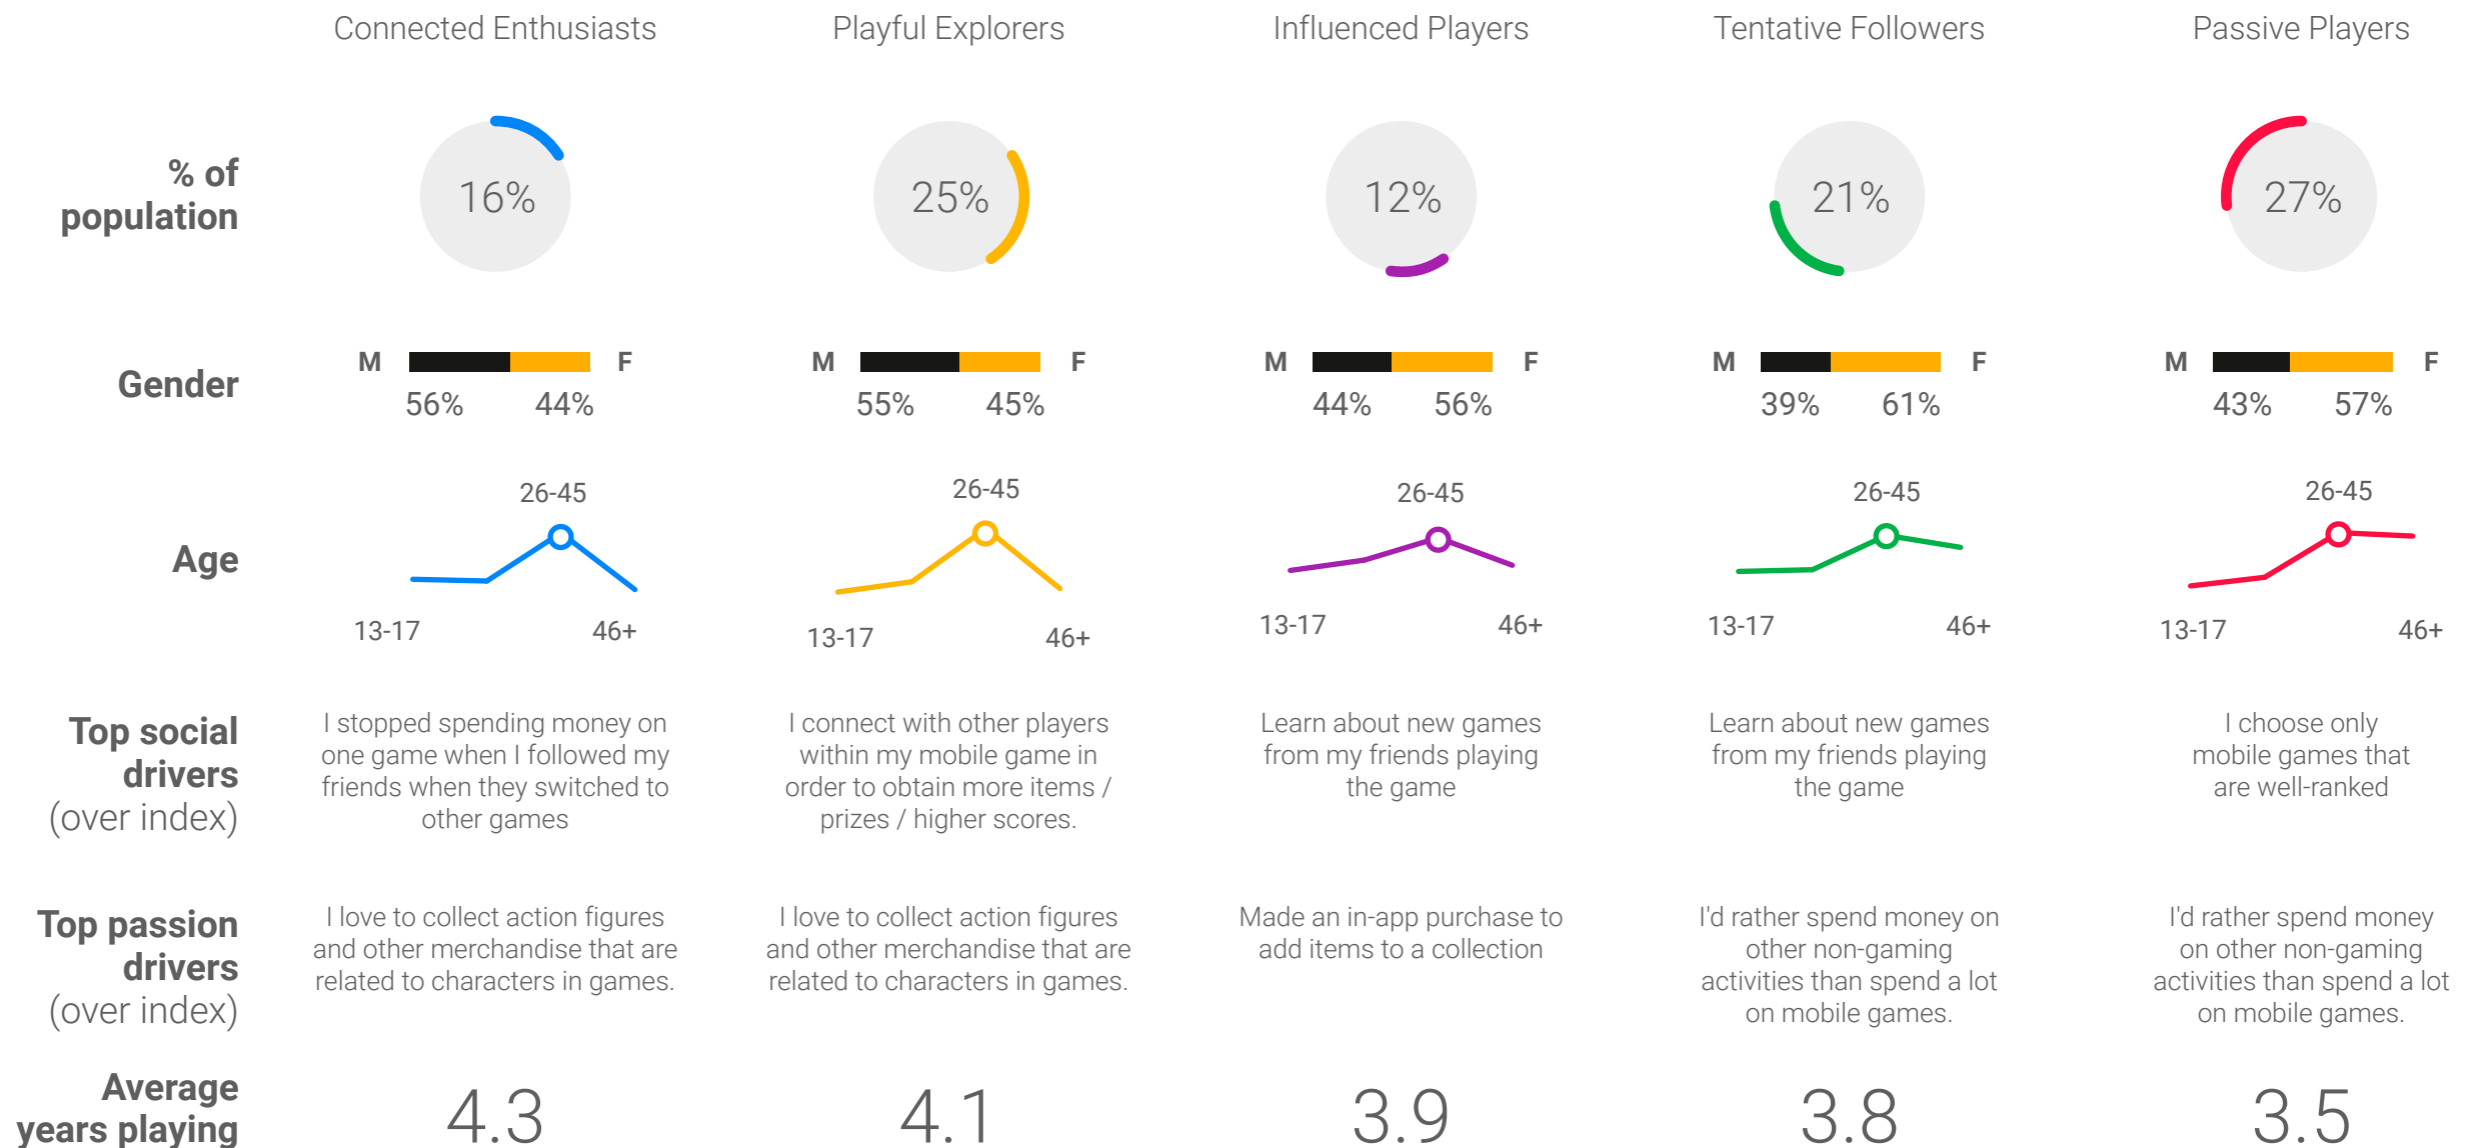 Connected Enthusiasts
Playful Explorers
Influenced Players
Tentative Followers
Passive Players
% of
population
16%
25%
12%
21%
27%
Gender
M
F
56%
44%
M
F
55%
45%
M
F
44%
56%
M
F
39%
61%
M
F
43%
57%
Age
26-45
13-17
46+
26-45
13-17
46+
26-45
13-17
46+
26-45
13-17
46+
26-45
13-17
46+
Top social
drivers
(over index)
I stopped spending money on
one game when I followed my
friends when they switched to
other games
I connect with other players
within my mobile game in
order to obtain more items /
prizes / higher scores.
Learn about new games
from my friends playing
the game
Learn about new games
from my friends playing
the game
I choose only
mobile games that
are well-ranked
Top passion
drivers
(over index)
I love to collect action figures
and other merchandise that are
related to characters in games.
I love to collect action figures
and other merchandise that are
related to characters in games.
Made an in-app purchase to
add items to a collection
I'd rather spend money on
other non-gaming
activities than spend a lot
on mobile games.
I'd rather spend money
on other non-gaming
activities than spend a lot
on mobile games.
Average
years playing
4.3
4.1
3.9
3.8
3.5